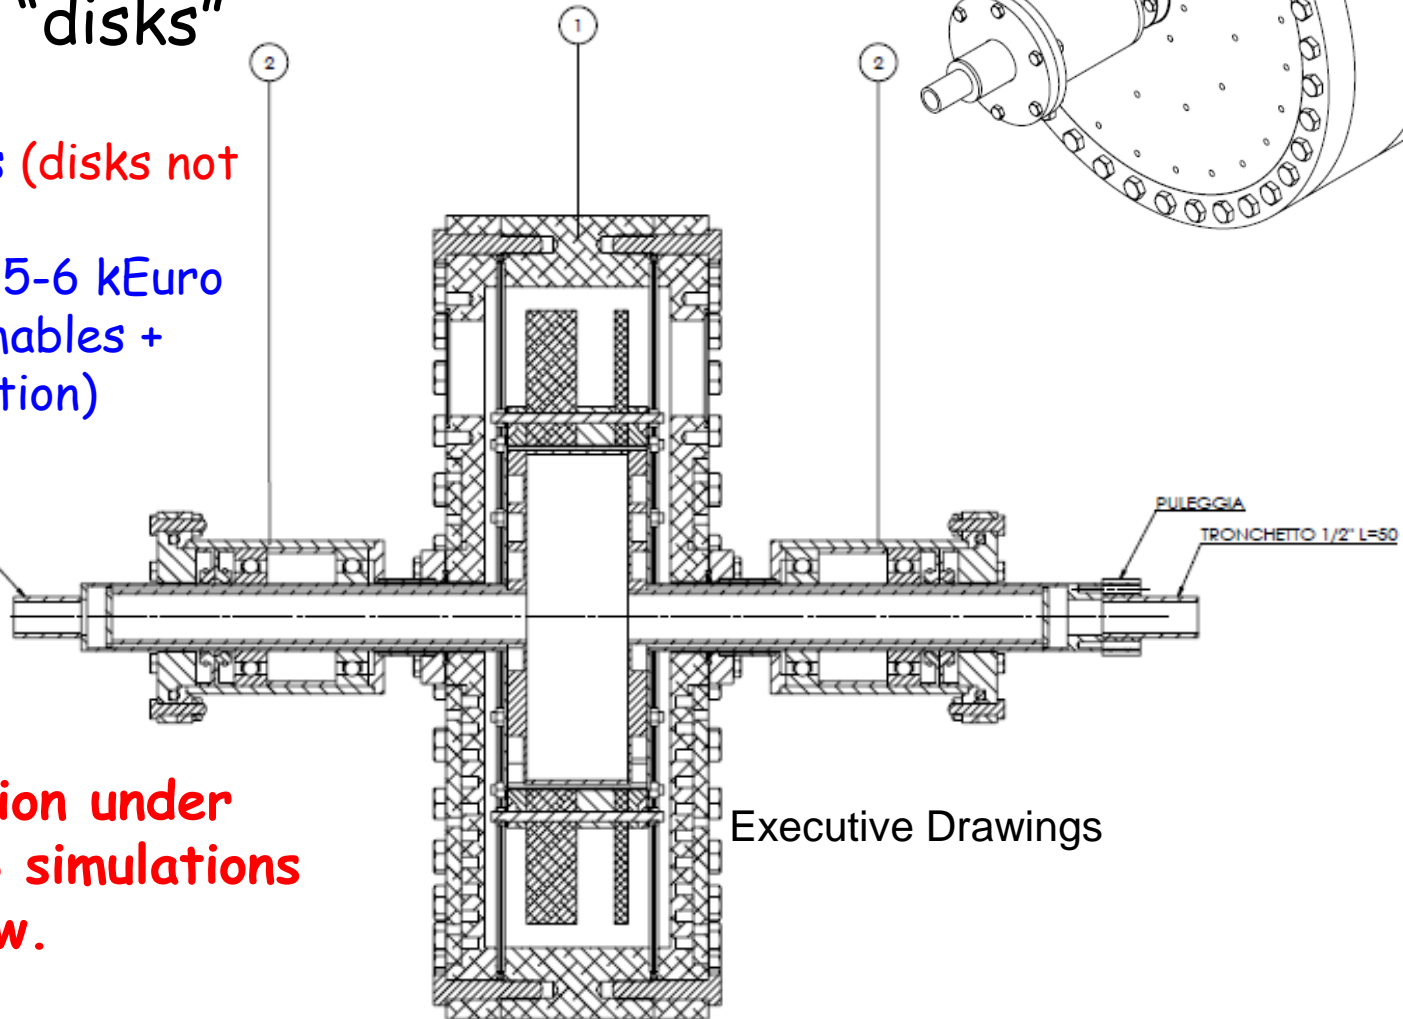 “disks”
2
1
2
s (disks not
5-6 kEuro
nables +
tion)
PULEGGIA
TRONCHETTO 1/2" L=50
ion under
simulations
w.
Executive Drawings